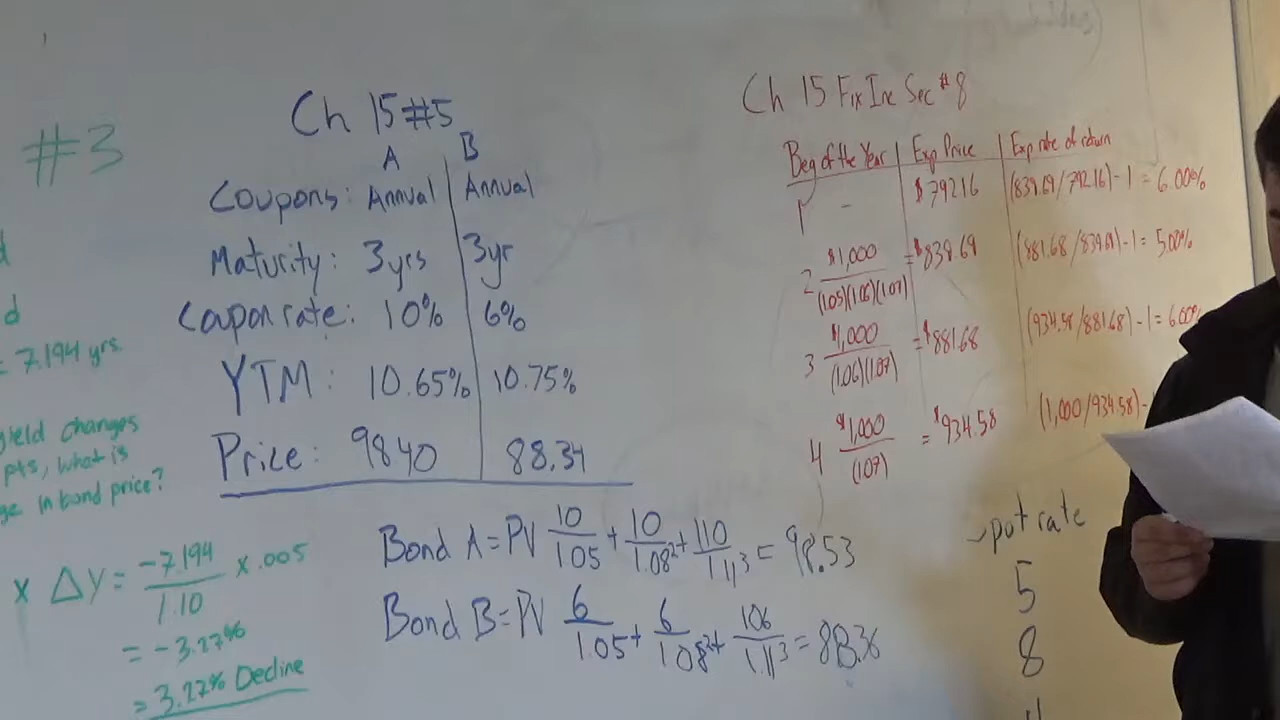 #3
= 7.194 yrs.
yield changes
pts, what is
in bond price?
x Δy = -7.194 / 1.10 x .005
= -3.27%
= 3.27% Decline
Ch 15 #5
A B
Coupons: Annual Annual
Maturity: 3yrs 3yr
Coupon rate: 10% 6%
YTM: 10.65% 10.75%
Price: 98.40 88.34
Bond A = PV 10/1.05 + 10/1.08² + 110/1.11³ = 98.53
Bond B = PV 6/1.05 + 6/1.08² + 106/1.11³ = 88.36
Ch 15 Fix Inc Sec #8
Beg of the Year | Exp Price | Exp rate of return
1 - $792.16 (839.69/792.16)-1 = 6.00%
2 $1,000/(1.05)(1.06)(1.07) = $839.69 (881.68/839.69)-1 = 5.00%
3 $1,000/(1.06)(1.07) = $881.68 (934.58/881.68)-1 = 6.00%
4 $1,000/(1.07) = $934.58 (1,000/934.58)-
pot rate
5
8